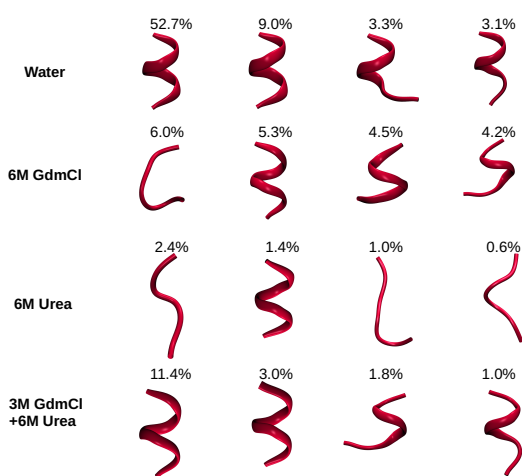 52.7% 9.0% 3.3% 3.1%
Water
6.0% 5.3% 4.5% 4.2%
6M GdmCl
2.4% 1.4% 1.0% 0.6%
6M Urea
11.4% 3.0% 1.8% 1.0%
3M GdmCl
+6M Urea